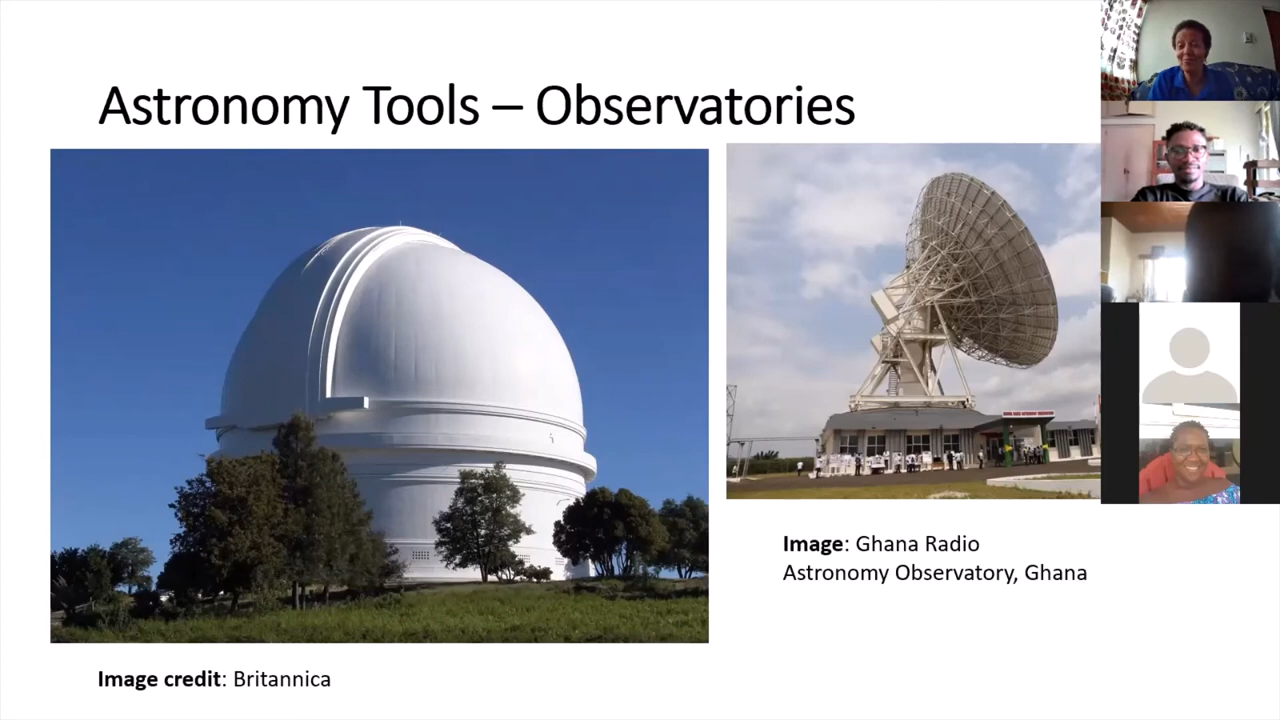 Astronomy Tools – Observatories
Image: Ghana Radio
Astronomy Observatory, Ghana
Image credit: Britannica